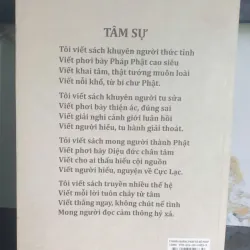 TÂM SỰ
Tôi viết sách khuyên người thức tỉnh
Viết phơi bày Pháp Phật cao siêu
Viết khai tâm, thật tướng muôn loài
Viết nỗi khổ, từ bi chư Phật.
Tôi viết sách khuyên người tu sửa
Viết phơi bày thiện ác, đúng sai
Viết giải nghi cảnh giới luân hồi
Viết người hiểu, tu hành giải thoát.
Tôi viết sách mong người thành Phật
Viết phơi bày Diệu đức chân tâm
Viết cho ai thấu hiểu cội nguồn
Viết người hiểu, nguyện về Cực Lạc.
Tôi viết sách truyền nhiều thế hệ
Viết mỗi lời tuôn chảy từ tâm
Viết thẳng ngay, không chút nể tình
Mong người đọc cảm thông hỷ xả.